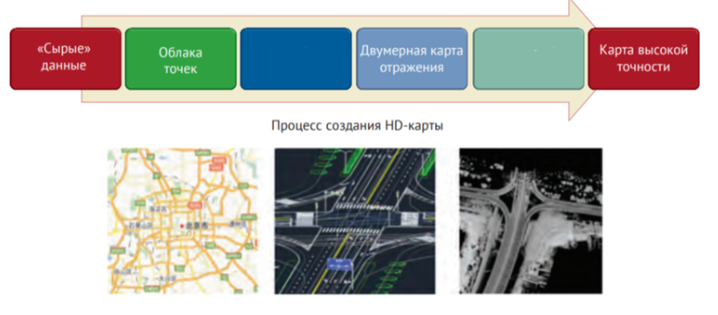 «Сырые»
данные
Облака
точек
Двумерная карта
отражения
Карта высокой
точности
Процесс создания HD-карты